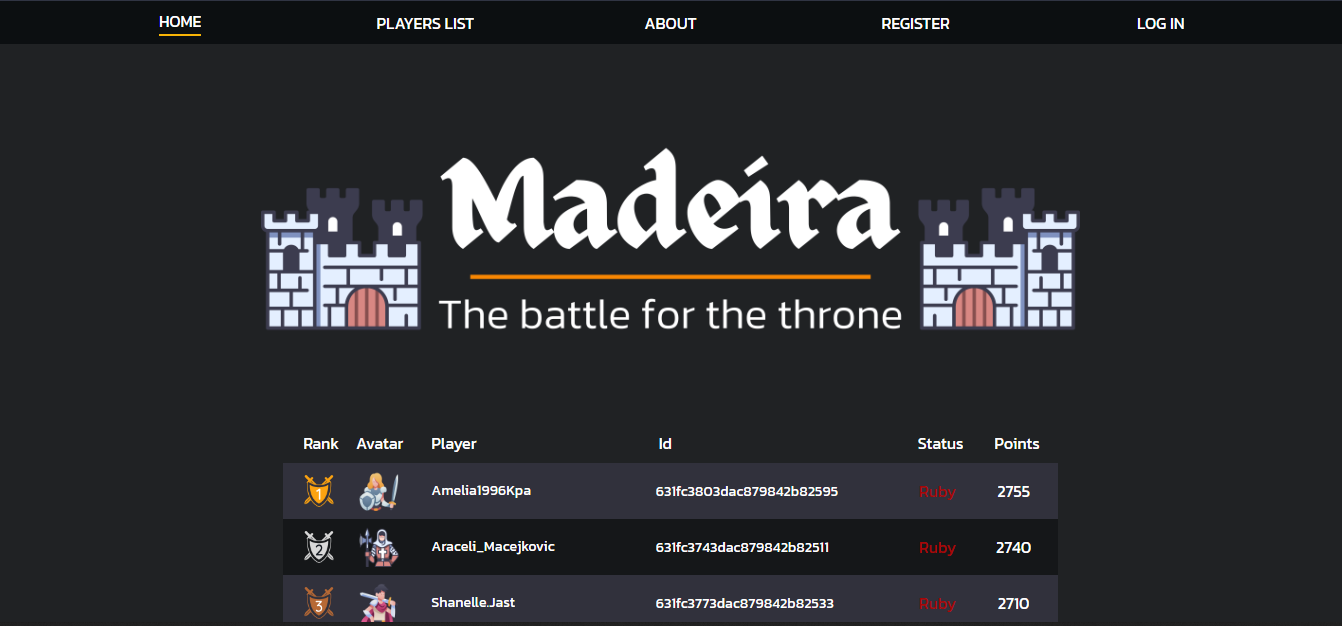 HOME PLAYERS LIST ABOUT REGISTER LOG IN
Madeira
The battle for the throne
Rank Avatar Player Id Status Points
1 Amelia1996Kpa 631fc3803dac879842b82595 Ruby 2755
2 Araceli_Macejkovic 631fc3743dac879842b82511 Ruby 2740
3 Shanelle.Jast 631fc3773dac879842b82533 Ruby 2710